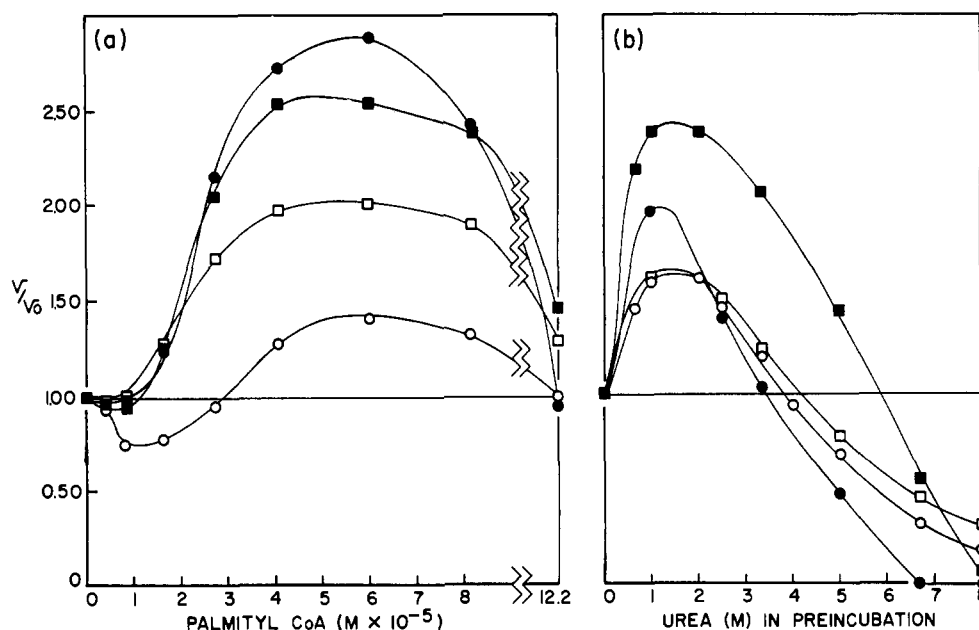 (a)
(b)
2.50
2.00
1.50
1.00
0.50
0
V/V0
0 1 2 3 4 5 6 7 8 12.2
PALMITYL CoA (M × 10⁻⁵)
0 1 2 3 4 5 6 7 8
UREA (M) IN PREINCUBATION